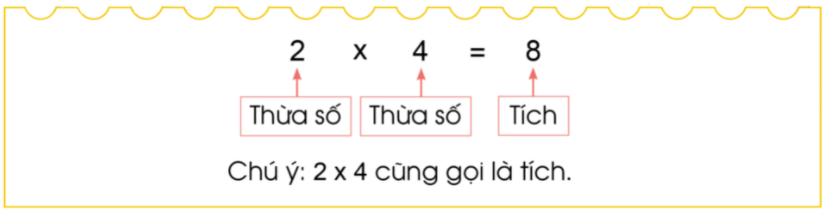 2 x 4 = 8
Thừa số Thừa số Tích
Chú ý: 2 x 4 cũng gọi là tích.